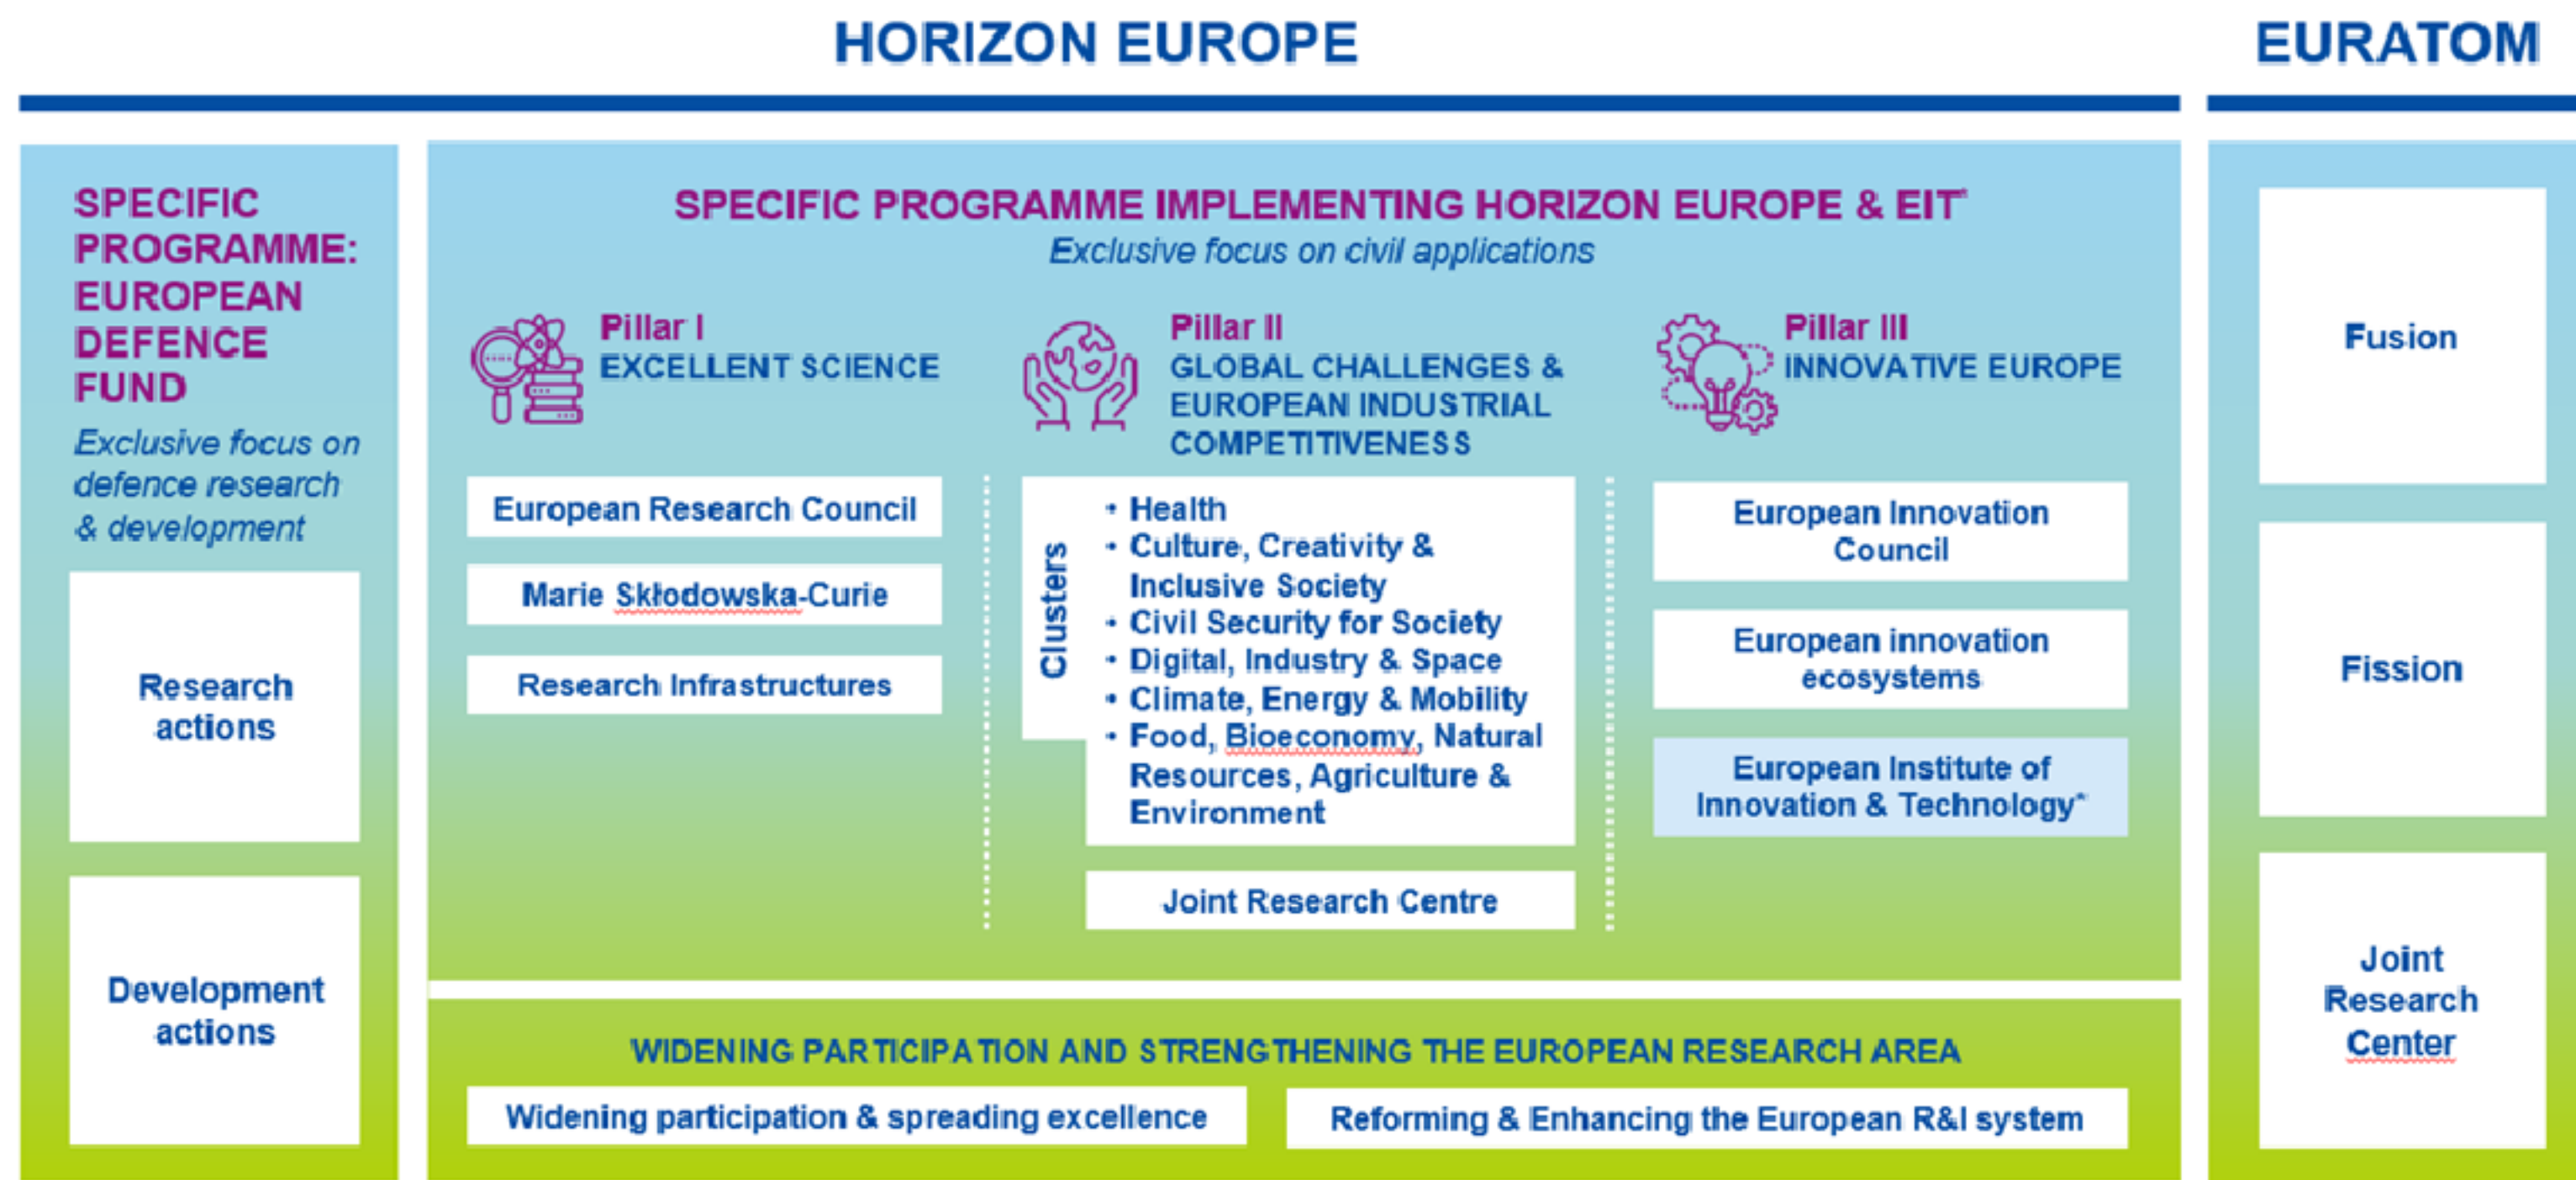 HORIZON EUROPE
EURATOM
SPECIFIC
PROGRAMME:
EUROPEAN
DEFENCE
FUND
Exclusive focus on
defence research
& development
Research
actions
Development
actions
SPECIFIC PROGRAMME IMPLEMENTING HORIZON EUROPE & EIT*
Exclusive focus on civil applications
Pillar I
EXCELLENT SCIENCE
European Research Council
Marie Skłodowska-Curie
Research Infrastructures
Pillar II
GLOBAL CHALLENGES &
EUROPEAN INDUSTRIAL
COMPETITIVENESS
Clusters
• Health
• Culture, Creativity &
Inclusive Society
• Civil Security for Society
• Digital, Industry & Space
• Climate, Energy & Mobility
• Food, Bioeconomy, Natural
Resources, Agriculture &
Environment
Joint Research Centre
Pillar III
INNOVATIVE EUROPE
European Innovation
Council
European innovation
ecosystems
European Institute of
Innovation & Technology*
WIDENING PARTICIPATION AND STRENGTHENING THE EUROPEAN RESEARCH AREA
Widening participation & spreading excellence
Reforming & Enhancing the European R&I system
Fusion
Fission
Joint
Research
Center